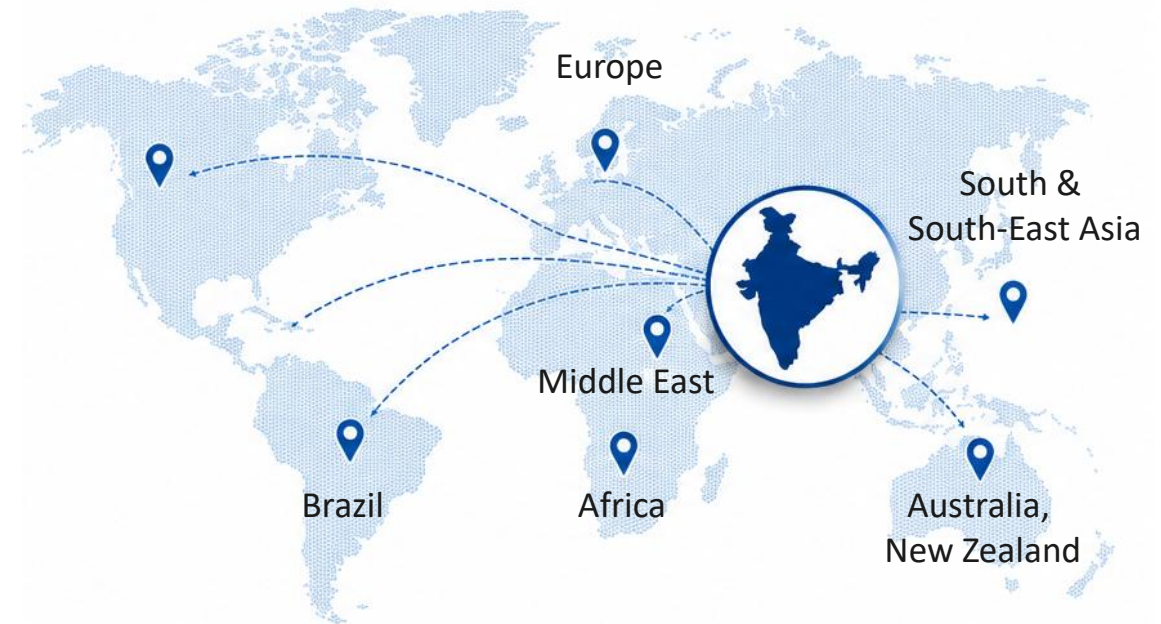 Europe
South &
South-East Asia
Middle East
Brazil
Africa
Australia,
New Zealand